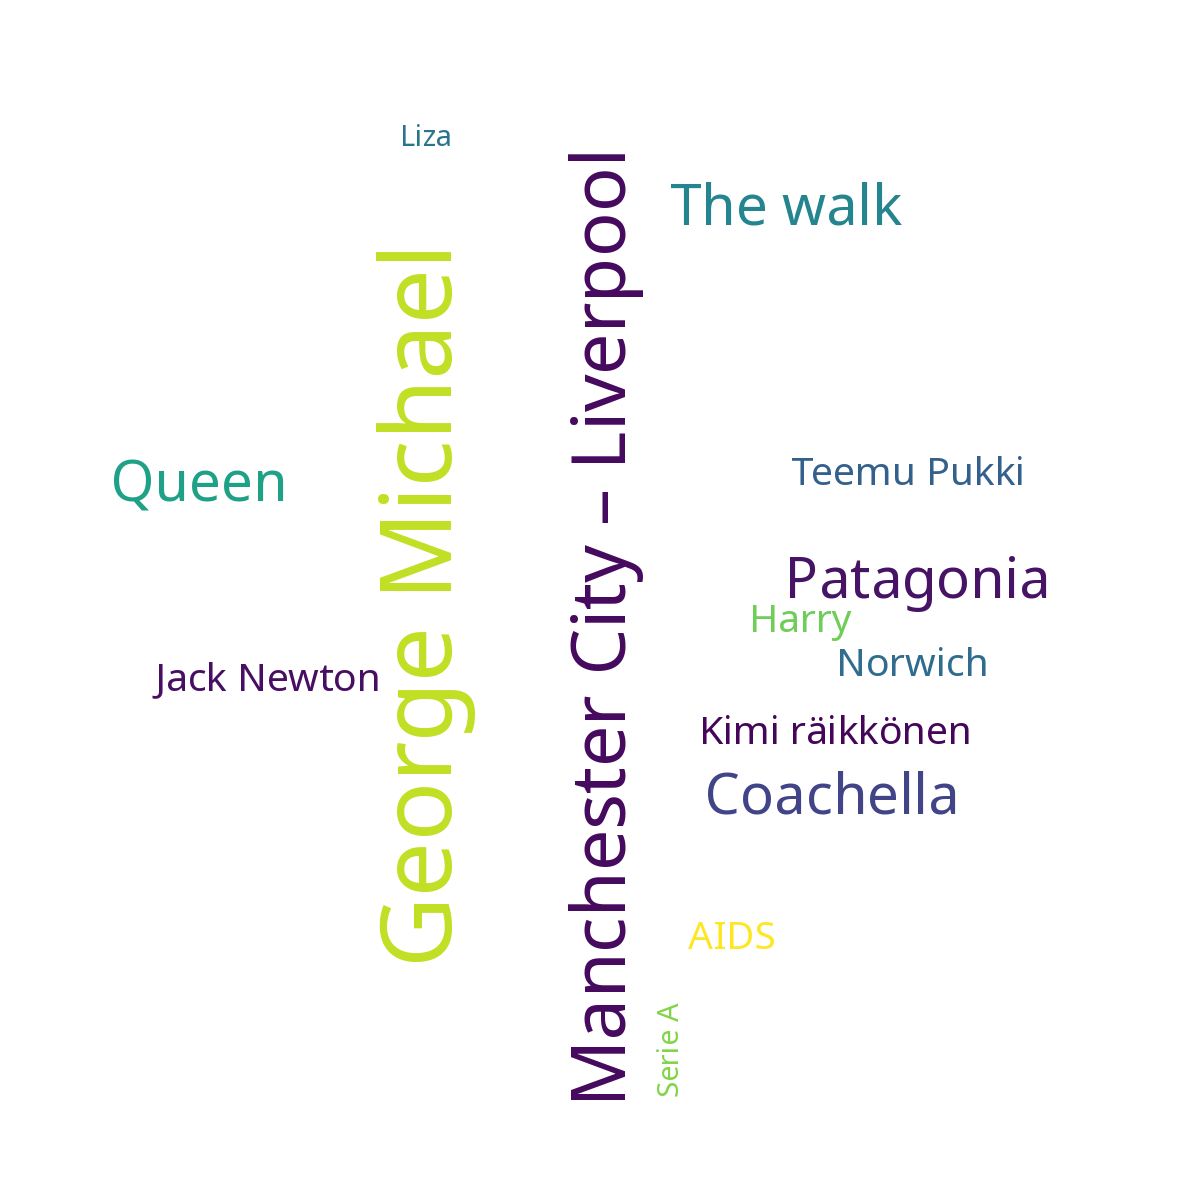 Liza
The walk
George Michael
Manchester City – Liverpool
Queen
Teemu Pukki
Patagonia
Harry
Norwich
Jack Newton
Kimi räikkönen
Coachella
AIDS
Serie A